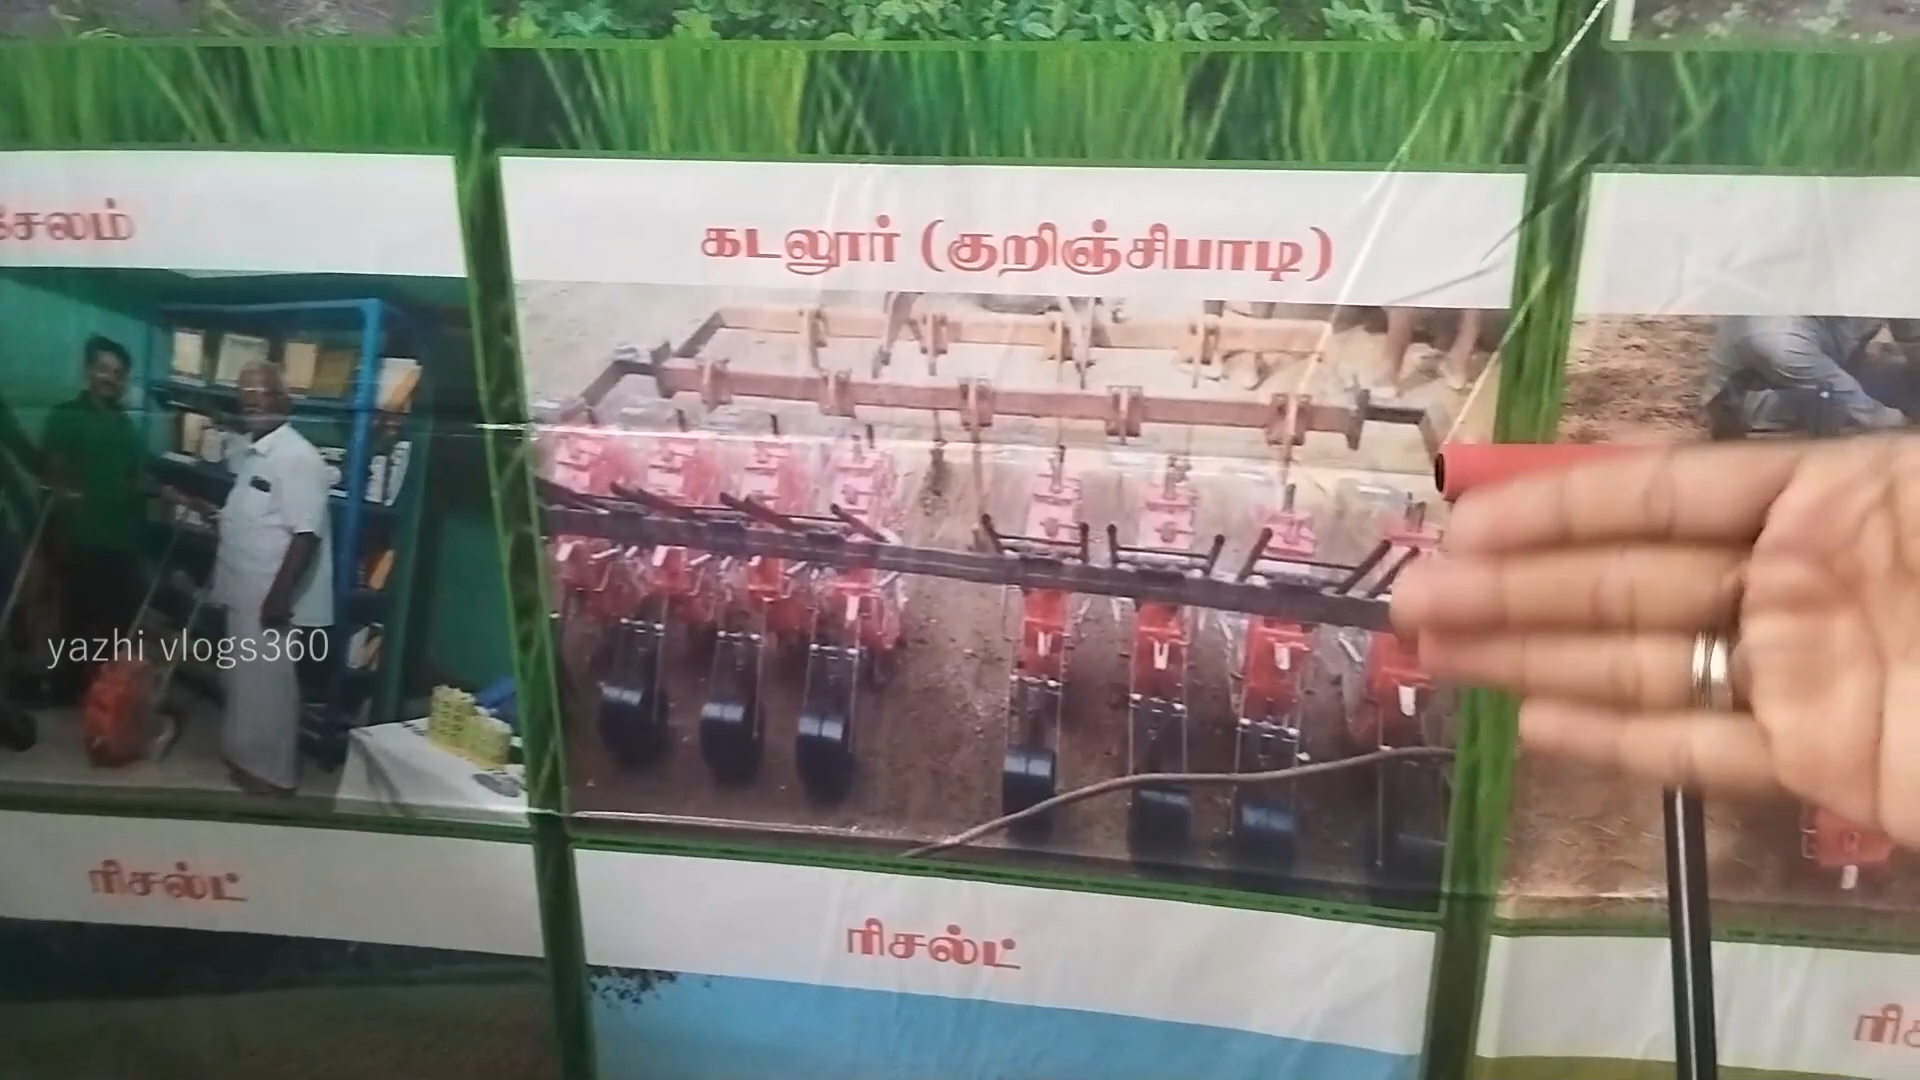 சேலம்
கடலூர் (குறிஞ்சிபாடி)
yazhi vlogs360
ரிசல்ட்
ரிசல்ட்